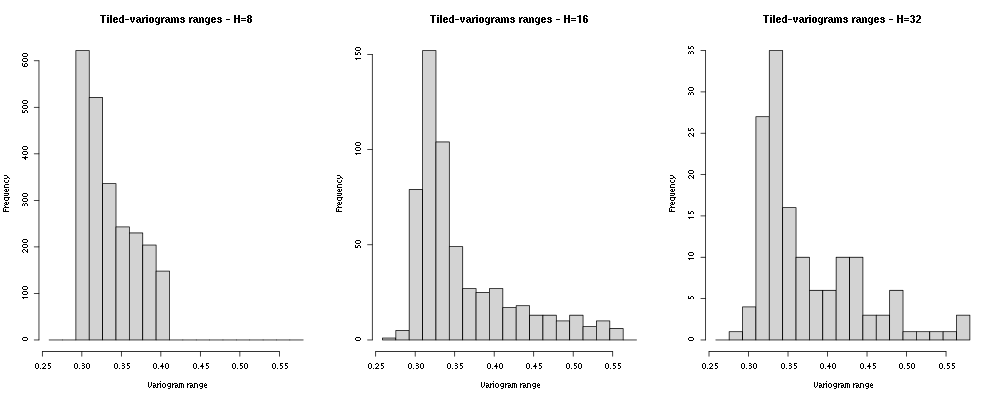 Tiled-variograms ranges - H=8
Frequency
0 100 200 300 400 500 600
0.25 0.30 0.35 0.40 0.45 0.50 0.55
Variogram range
Tiled-variograms ranges - H=16
Frequency
0 50 100 150
0.25 0.30 0.35 0.40 0.45 0.50 0.55
Variogram range
Tiled-variograms ranges - H=32
Frequency
0 5 10 15 20 25 30 35
0.25 0.30 0.35 0.40 0.45 0.50 0.55
Variogram range